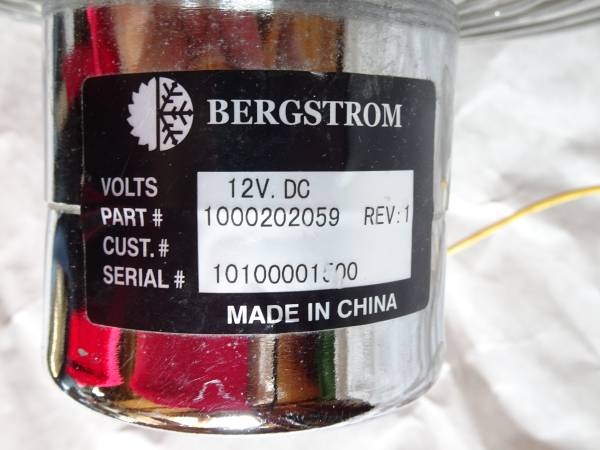 BERGSTROM
VOLTS 12V. DC
PART # 1000202059 REV:1
CUST. #
SERIAL #
MADE IN CHINA